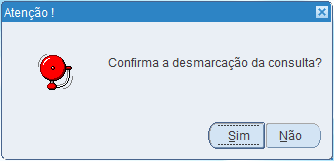 Atenção !
Confirma a desmarcação da consulta?
Sim
Não